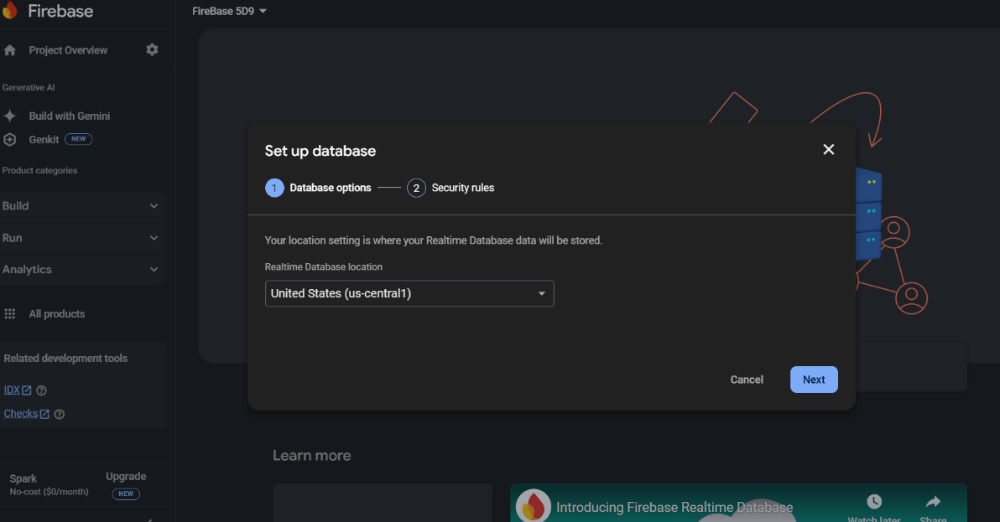 Firebase
FireBase 5D9
Project Overview
Generative AI
Build with Gemini
Genkit NEW
Product categories
Build
Run
Analytics
All products
Related development tools
IDX
Checks
Spark
No-cost ($0/month)
Upgrade
NEW
Set up database
1 Database options
2 Security rules
Your location setting is where your Realtime Database data will be stored.
Realtime Database location
United States (us-central1)
Cancel
Next
Learn more
Introducing Firebase Realtime Database
Watch later
Share